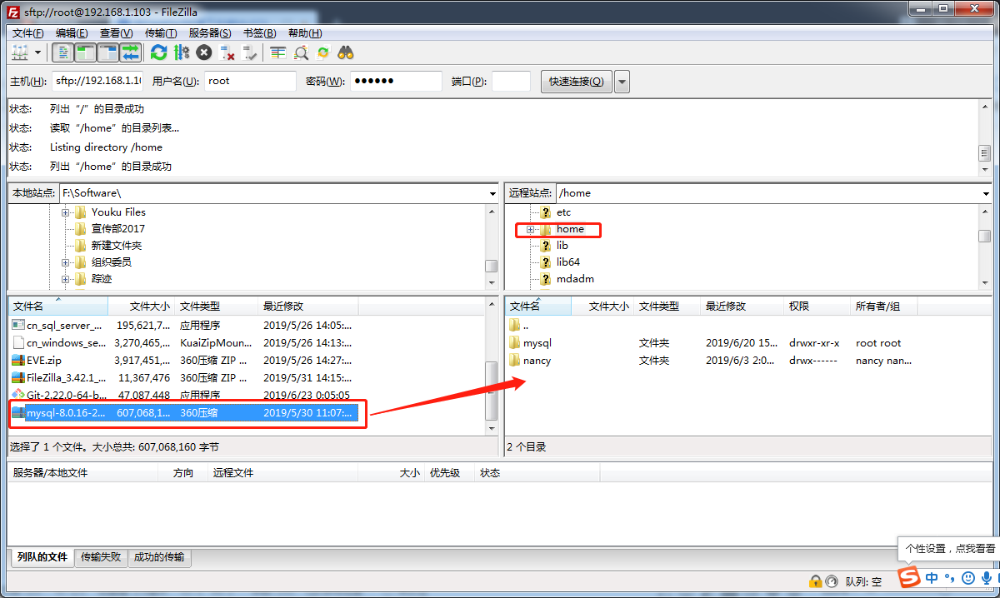 sftp://root@192.168.1.103 - FileZilla
文件(F) 编辑(E) 查看(V) 传输(T) 服务器(S) 书签(B) 帮助(H)
主机(H): sftp://192.168.1.10 用户名(U): root 密码(W): ●●●●●● 端口(P): 快速连接(Q)
状态: 列出“/”的目录成功
状态: 读取“/home”的目录列表...
状态: Listing directory /home
状态: 列出“/home”的目录成功
本地站点: F:\Software\
Youku Files
宣传部2017
新建文件夹
组织委员
踪迹
远程站点: /home
etc
home
lib
lib64
mdadm
文件名 文件大小 文件类型 最近修改
cn_sql_server_... 195,621,7... 应用程序 2019/5/26 14:05:...
cn_windows_se... 3,270,465,... KuaiZipMoun... 2019/5/26 14:13:...
EVE.zip 3,917,451,... 360压缩 ZIP ... 2019/5/26 14:27:...
FileZilla_3.42.1_... 11,367,476 360压缩 ZIP ... 2019/5/31 14:15:...
Git-2.22.0-64-b... 47,087,448 应用程序 2019/6/23 0:05:05
mysql-8.0.16-2... 607,068,1... 360压缩 2019/5/30 11:07:...
选择了 1 个文件。大小总共: 607,068,160 字节
文件名 文件大小 文件类型 最近修改 权限 所有者/组
..
mysql 文件夹 2019/6/20 15... drwxr-xr-x root root
nancy 文件夹 2019/6/3 2:0... drwx------ nancy nan...
2 个目录
服务器/本地文件 方向 远程文件 大小 优先级 状态
列队的文件 传输失败 成功的传输
个性设置，点我看看
队列: 空
中